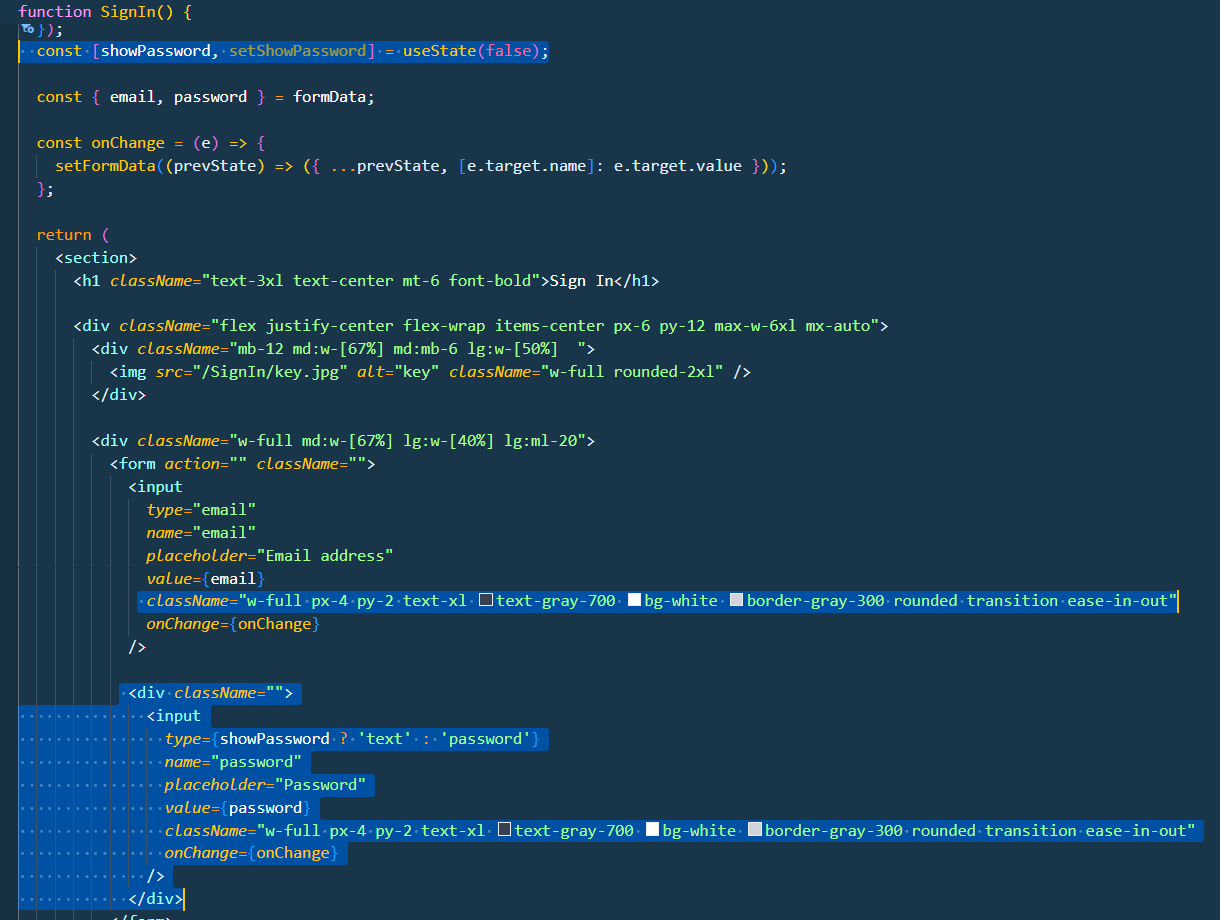 function SignIn() {
});
const [showPassword, setShowPassword] = useState(false);
const { email, password } = formData;
const onChange = (e) => {
setFormData((prevState) => ({ ...prevState, [e.target.name]: e.target.value }));
};
return (
<section>
<h1 className="text-3xl text-center mt-6 font-bold">Sign In</h1>
<div className="flex justify-center flex-wrap items-center px-6 py-12 max-w-6xl mx-auto">
<div className="mb-12 md:w-[67%] md:mb-6 lg:w-[50%]  ">
<img src="/SignIn/key.jpg" alt="key" className="w-full rounded-2xl" />
</div>
<div className="w-full md:w-[67%] lg:w-[40%] lg:ml-20">
<form action="" className="">
<input
type="email"
name="email"
placeholder="Email address"
value={email}
className="w-full px-4 py-2 text-xl text-gray-700 bg-white border-gray-300 rounded transition ease-in-out"
onChange={onChange}
/>
<div className="">
<input
type={showPassword ? 'text' : 'password'}
name="password"
placeholder="Password"
value={password}
className="w-full px-4 py-2 text-xl text-gray-700 bg-white border-gray-300 rounded transition ease-in-out"
onChange={onChange}
/>
</div>